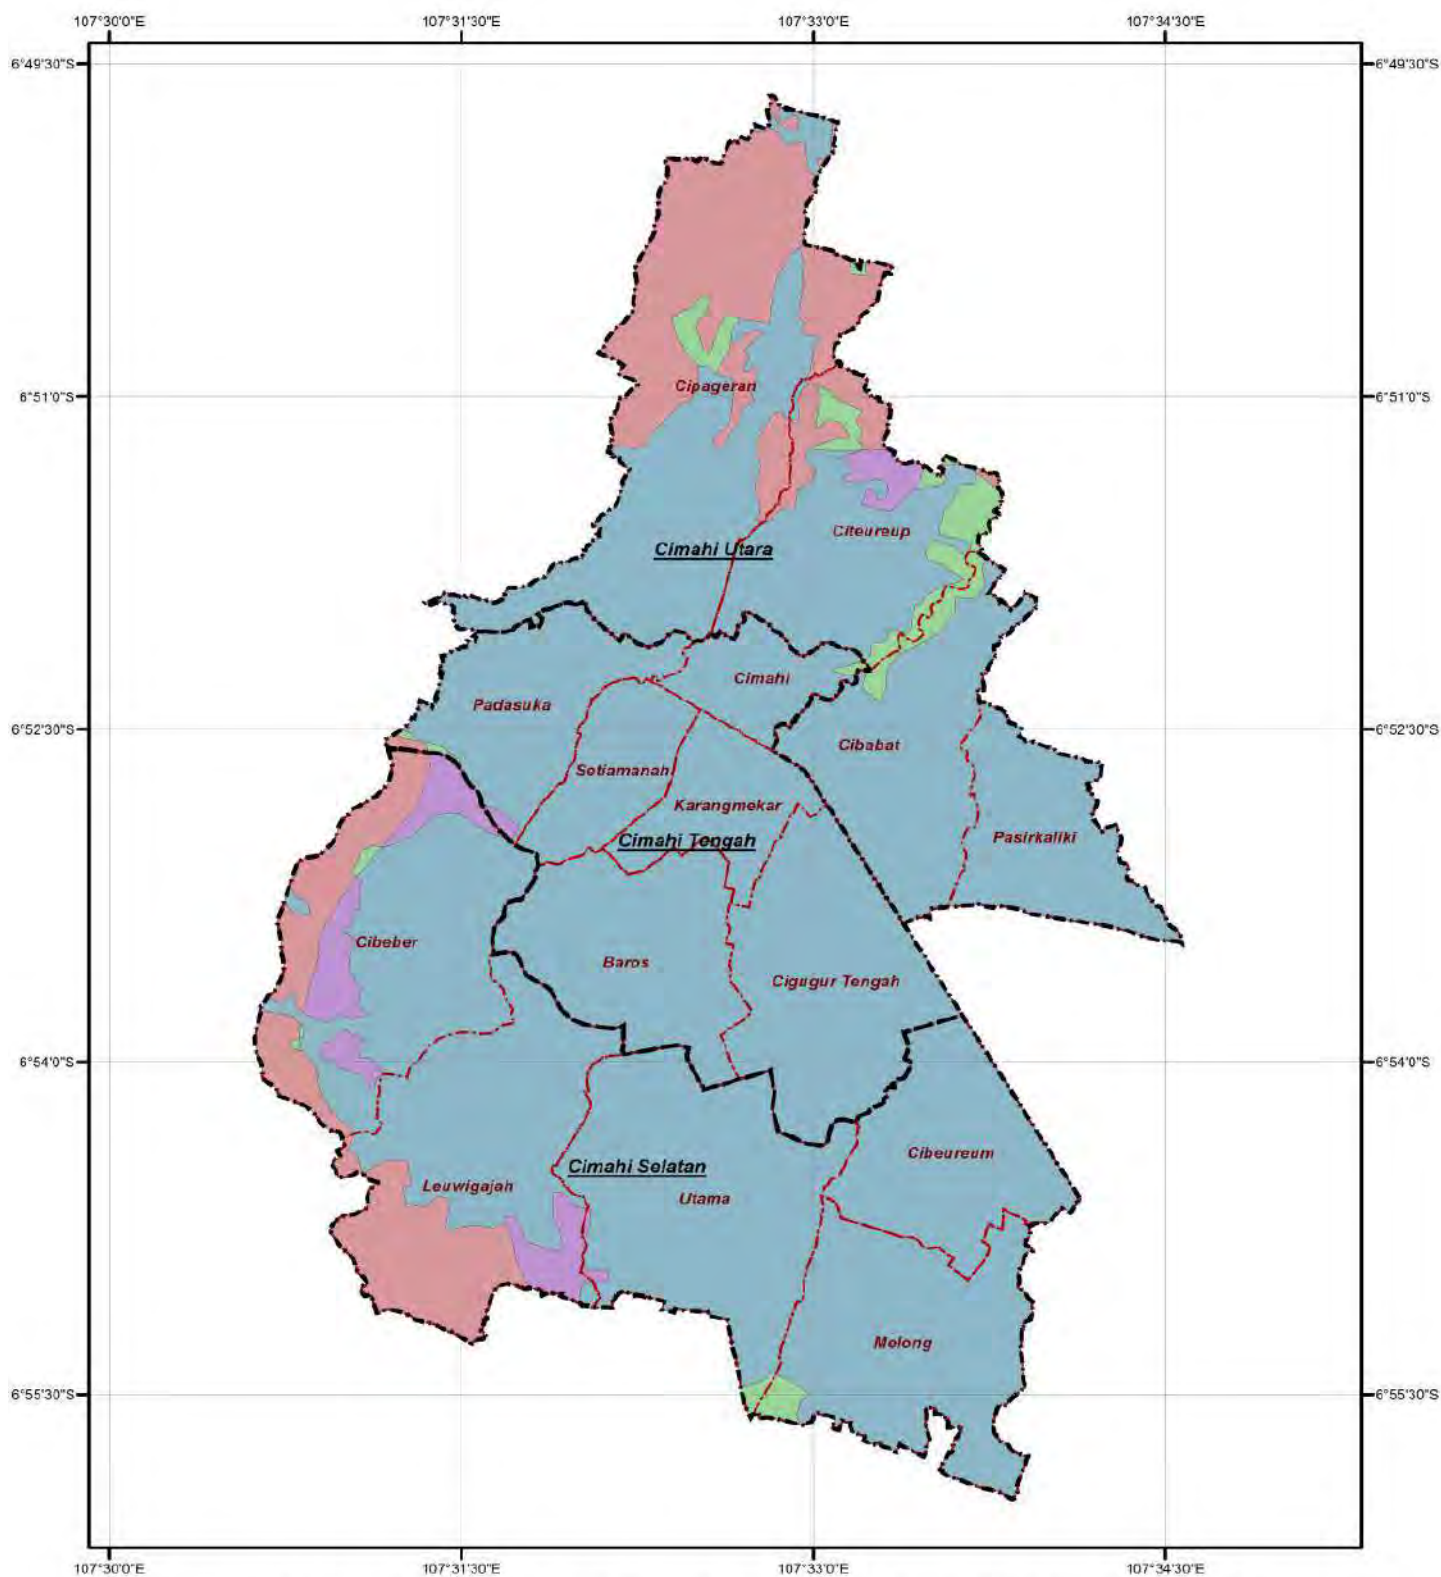 107°30'0"E 107°31'30"E 107°33'0"E 107°34'30"E
6°49'30"S 6°49'30"S
Cipageran
6°51'0"S 6°51'0"S
Citeureup
Cimahi Utara
Cimahi
Padasuka
6°52'30"S 6°52'30"S
Cibabat
Setiamanah
Karangmekar
Cimahi Tengah
Pasirkaliki
Cibeber
Baros
Cigugur Tengah
6°54'0"S 6°54'0"S
Cibeureum
Cimahi Selatan
Leuwigajah
Utama
Melong
6°55'30"S 6°55'30"S
107°30'0"E 107°31'30"E 107°33'0"E 107°34'30"E